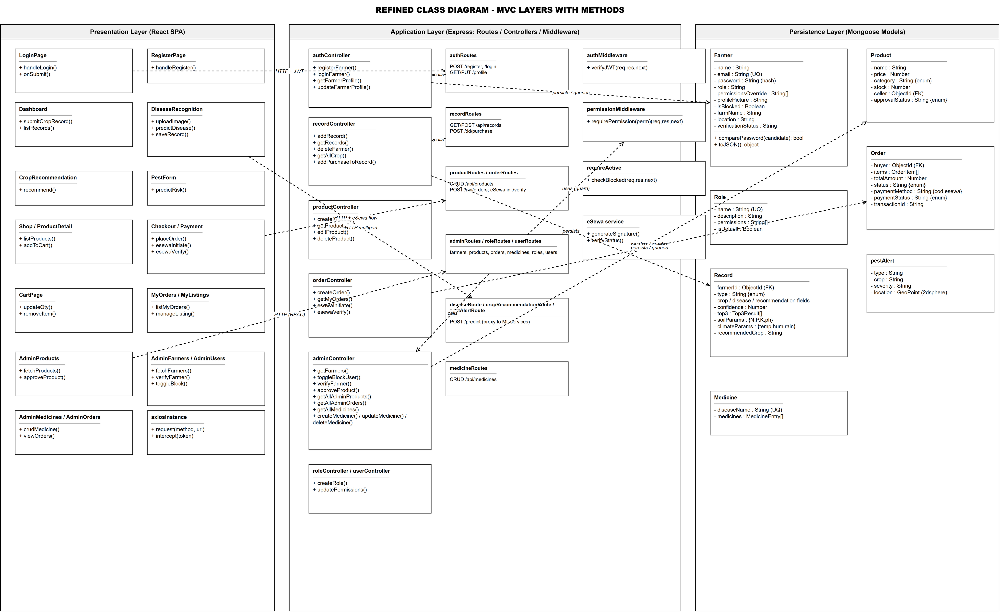 REFINED CLASS DIAGRAM - MVC LAYERS WITH METHODS
Presentation Layer (React SPA)
LoginPage
+ handleLogin()
+ onSubmit()
RegisterPage
+ handleRegister()
Dashboard
+ submitCropRecord()
+ listRecords()
DiseaseRecognition
+ uploadImage()
+ predictDisease()
+ saveRecord()
CropRecommendation
+ recommend()
PestForm
+ predictRisk()
Shop / ProductDetail
+ listProducts()
+ addToCart()
Checkout / Payment
+ placeOrder()
+ esewaInitiate()
+ esewaVerify()
CartPage
+ updateQty()
+ removeItem()
MyOrders / MyListings
+ listMyOrders()
+ manageListing()
AdminProducts
+ fetchProducts()
+ approveProduct()
AdminFarmers / AdminUsers
+ fetchFarmers()
+ verifyFarmer()
+ toggleBlock()
AdminMedicines / AdminOrders
+ crudMedicine()
+ viewOrders()
axiosInstance
+ request(method, url)
+ intercept(token)
HTTP + JWT
HTTP (RBAC)
Application Layer (Express: Routes / Controllers / Middleware)
authController
+ registerFarmer()
+ loginFarmer()
+ getFarmerProfile()
+ updateFarmerProfile()
recordController
+ addRecord()
+ getRecords()
+ deleteFarmer()
+ getAllCrop()
+ addPurchaseToRecord()
productController
HTTP + eSewa flow
HTTP multipart
+ editProduct()
+ deleteProduct()
orderController
+ createOrder()
+ getMyOrders()
+ esewaInitiate()
+ esewaVerify()
adminController
+ getFarmers()
+ toggleBlockUser()
+ verifyFarmer()
+ approveProduct()
+ getAllAdminProducts()
+ getAllAdminOrders()
+ getAllMedicines()
+ createMedicine() / updateMedicine() /
deleteMedicine()
roleController / userController
+ createRole()
+ updatePermissions()
calls
calls
authRoutes
POST /register, /login
GET/PUT /profile
recordRoutes
GET/POST /api/records
POST /:id/purchase
productRoutes / orderRoutes
CRUD /api/products
POST /api/orders; eSewa init/verify
adminRoutes / roleRoutes / userRoutes
farmers, products, orders, medicines, roles, users
diseaseRoute / cropRecommendationRoute /
calls
POST /predict (proxy to ML services)
medicineRoutes
CRUD /api/medicines
persists / queries
uses (guard)
persists
authMiddleware
+ verifyJWT(req,res,next)
permissionMiddleware
+ requirePermission(perm)(req,res,next)
requireActive
+ checkBlocked(req,res,next)
eSewa service
+ generateSignature()
+ verifyStatus()
persists / queries
persists / queries
Persistence Layer (Mongoose Models)
Farmer
- name : String
- email : String (UQ)
- password : String (hash)
- role : String
- permissionsOverride : String[]
- profilePicture : String
- isBlocked : Boolean
- farmName : String
- location : String
- verificationStatus : String
+ comparePassword(candidate): bool
+ toJSON(): object
Role
- name : String (UQ)
- description : String
- permissions : String[]
- isDefault : Boolean
Record
- farmerId : ObjectId (FK)
- type : String {enum}
- crop / disease / recommendation fields
- confidence : Number
- top3 : Top3Result[]
- soilParams : {N,P,K,ph}
- climateParams : {temp,hum,rain}
- recommendedCrop : String
Medicine
- diseaseName : String (UQ)
- medicines : MedicineEntry[]
Product
- name : String
- price : Number
- category : String {enum}
- stock : Number
- seller : ObjectId (FK)
- approvalStatus : String {enum}
Order
- buyer : ObjectId (FK)
- items : OrderItem[]
- totalAmount : Number
- status : String {enum}
- paymentMethod : String {cod,esewa}
- paymentStatus : String {enum}
- transactionId : String
pestAlert
- type : String
- crop : String
- severity : String
- location : GeoPoint (2dsphere)